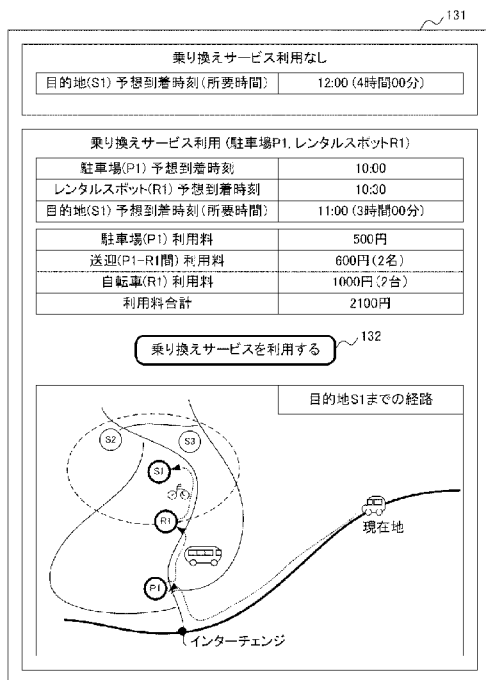 131
乗り換えサービス利用なし
目的地(S1) 予想到着時刻(所要時間) 12:00 (4時間00分)
乗り換えサービス利用 (駐車場P1, レンタルスポットR1)
駐車場(P1) 予想到着時刻 10:00
レンタルスポット(R1) 予想到着時刻 10:30
目的地(S1) 予想到着時刻(所要時間) 11:00 (3時間00分)
駐車場(P1) 利用料 500円
送迎(P1-R1間) 利用料 600円(2名)
自転車(R1) 利用料 1000円(2台)
利用料合計 2100円
乗り換えサービスを利用する
132
目的地S1までの経路
S2
S3
S1
R1
現在地
P1
インターチェンジ